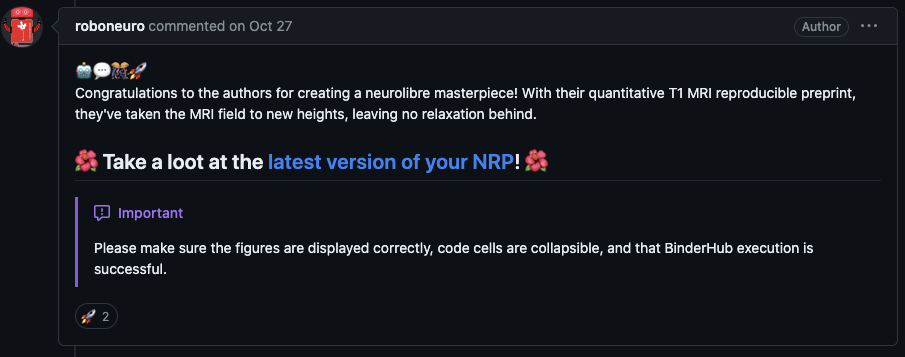 roboneuro commented on Oct 27
Author
🤖💬🎊🚀
Congratulations to the authors for creating a neurolibre masterpiece! With their quantitative T1 MRI reproducible preprint,
they've taken the MRI field to new heights, leaving no relaxation behind.
🌺 Take a loot at the latest version of your NRP! 🌺
Important
Please make sure the figures are displayed correctly, code cells are collapsible, and that BinderHub execution is
successful.
🚀 2